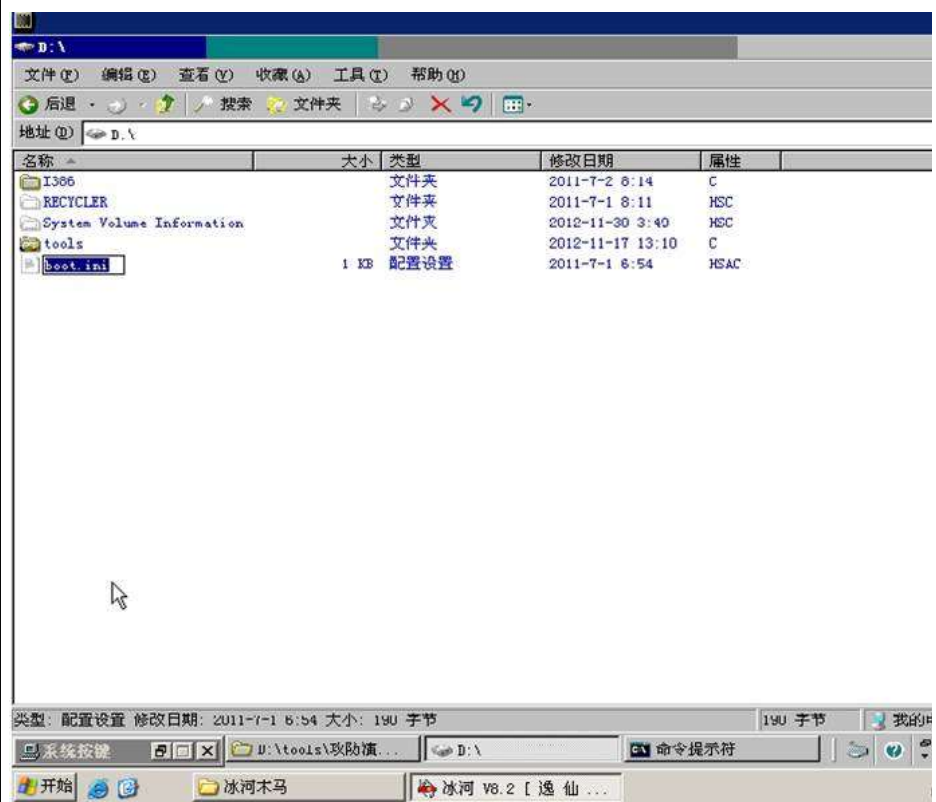 D:\
文件(F) 编辑(E) 查看(V) 收藏(A) 工具(T) 帮助(H)
后退 搜索 文件夹
地址(D) D:\
名称 大小 类型 修改日期 属性
I386 文件夹 2011-7-2 8:14 C
RECYCLER 文件夹 2011-7-1 8:11 HSC
System Volume Information 文件夹 2012-11-30 3:40 HSC
tools 文件夹 2012-11-17 13:10 C
boot.ini 1 KB 配置设置 2011-7-1 6:54 HSAC
类型: 配置设置 修改日期: 2011-7-1 6:54 大小: 190 字节 190 字节 我的
系统按键 D:\tools\攻防演... D:\ 命令提示符
开始 冰河木马 冰河 V8.2 [ 逸 仙 ...